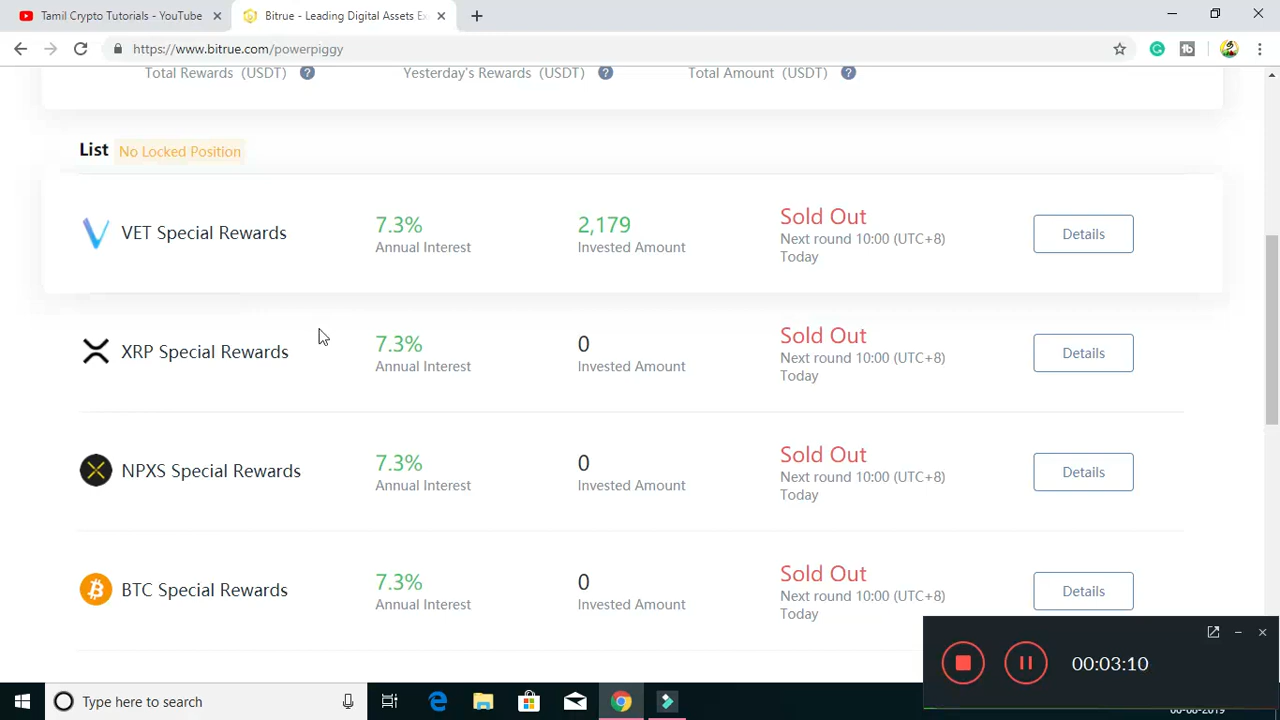 Tamil Crypto Tutorials - YouTube
Bitrue - Leading Digital Assets Ex
https://www.bitrue.com/powerpiggy
Total Rewards (USDT) ?
Yesterday's Rewards (USDT) ?
Total Amount (USDT) ?
List No Locked Position
VET Special Rewards
7.3%
Annual Interest
2,179
Invested Amount
Sold Out
Next round 10:00 (UTC+8)
Today
Details
XRP Special Rewards
7.3%
Annual Interest
0
Invested Amount
Sold Out
Next round 10:00 (UTC+8)
Today
Details
NPXS Special Rewards
7.3%
Annual Interest
0
Invested Amount
Sold Out
Next round 10:00 (UTC+8)
Today
Details
BTC Special Rewards
7.3%
Annual Interest
0
Invested Amount
Sold Out
Next round 10:00 (UTC+8)
Today
Details
00:03:10
Type here to search